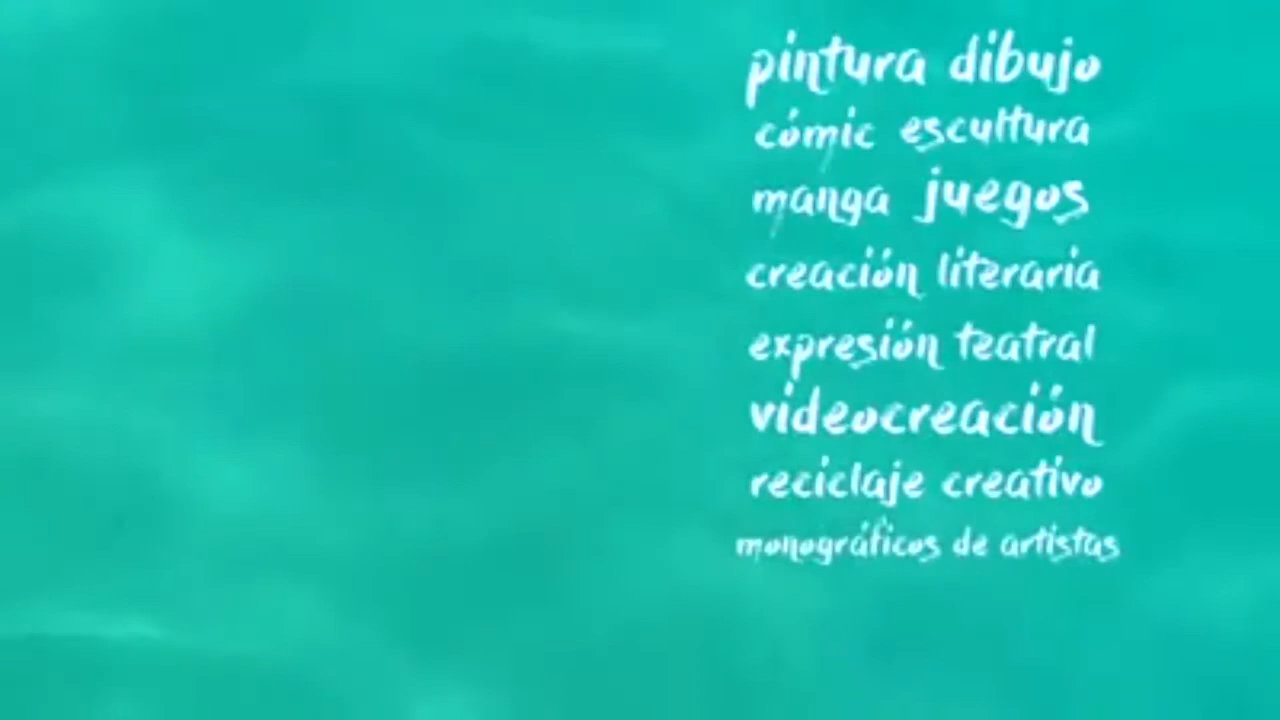 pintura dibujo
cómic escultura
manga juegos
creación literaria
expresión teatral
videocreación
reciclaje creativo
monográficos de artistas